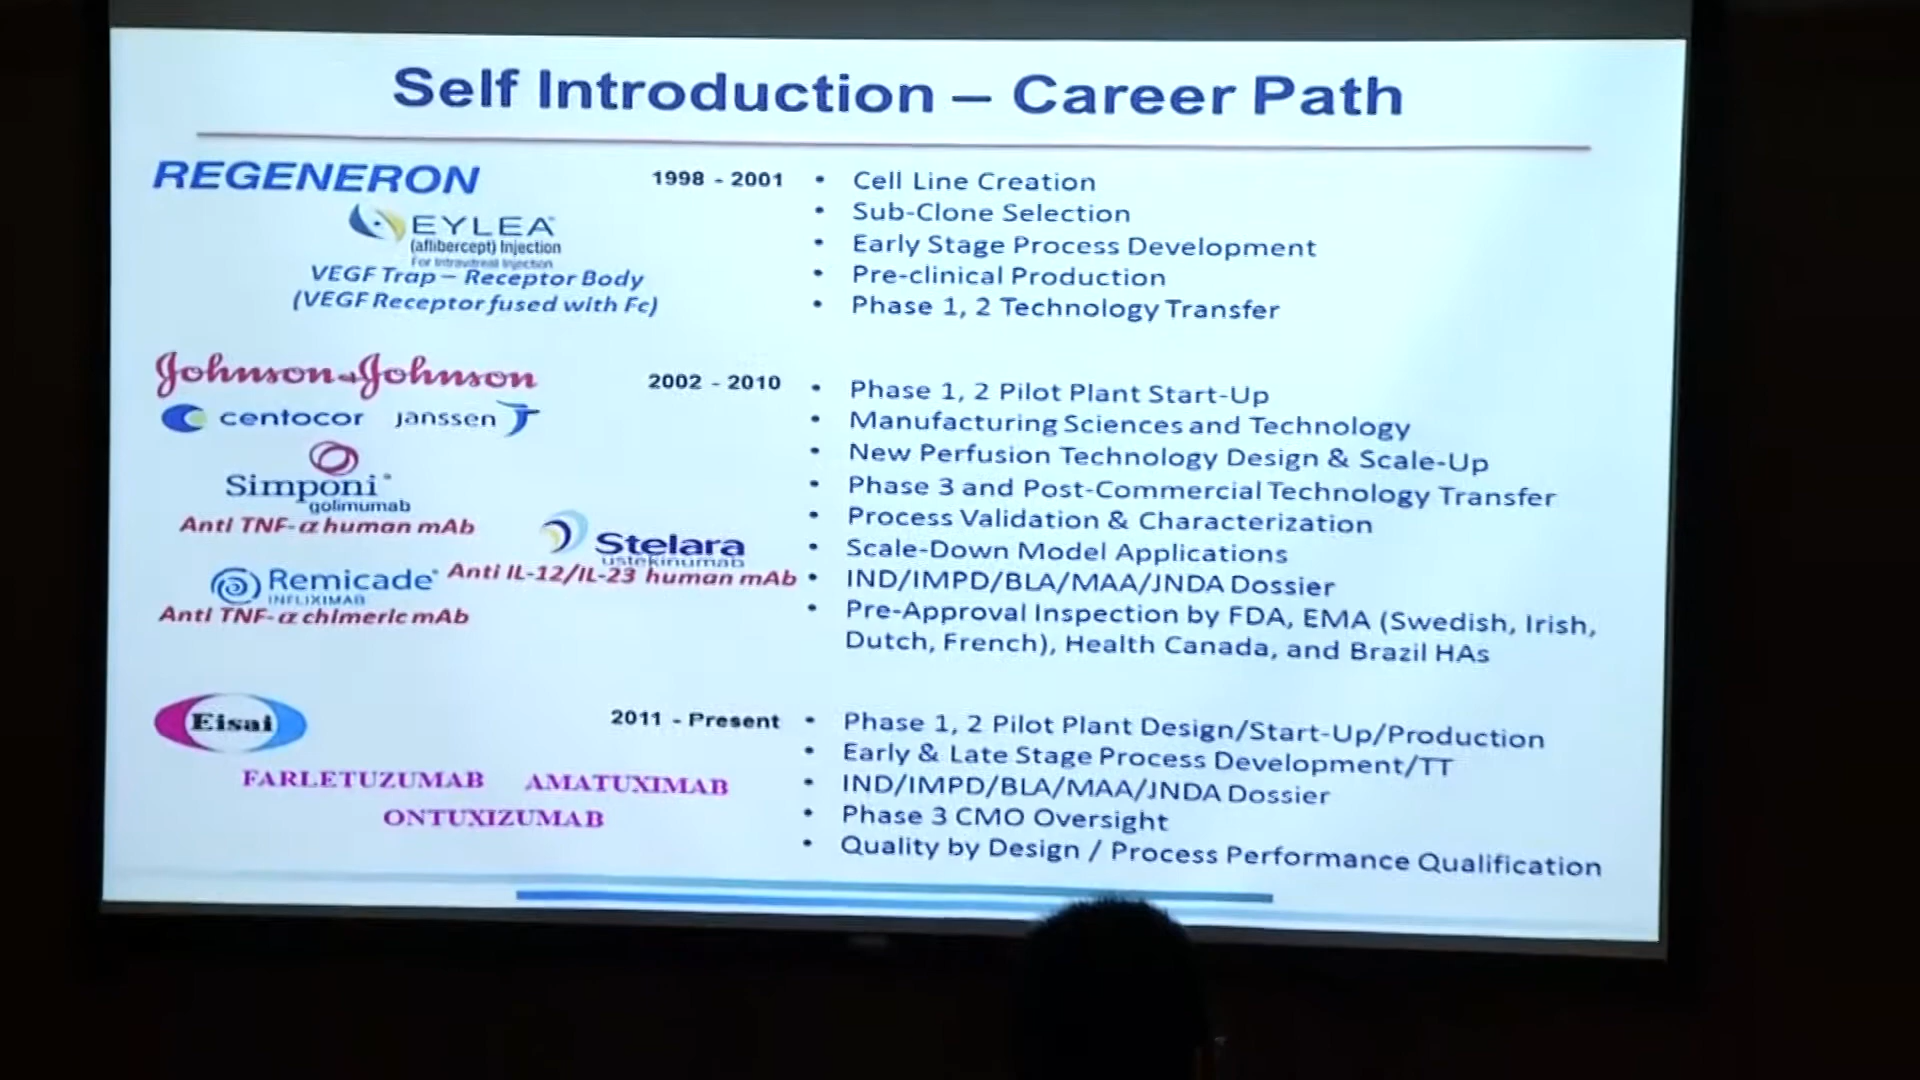 Self Introduction – Career Path
REGENERON
EYLEA
(aflibercept) Injection
For Intravitreal Injection
VEGF Trap – Receptor Body
(VEGF Receptor fused with Fc)
1998 - 2001
• Cell Line Creation
• Sub-Clone Selection
• Early Stage Process Development
• Pre-clinical Production
• Phase 1, 2 Technology Transfer
Johnson & Johnson
centocor janssen
Simponi®
golimumab
Anti TNF-α human mAb
Stelara
ustekinumab
Anti IL-12/IL-23 human mAb
Remicade®
INFLIXIMAB
Anti TNF-α chimeric mAb
2002 - 2010
• Phase 1, 2 Pilot Plant Start-Up
• Manufacturing Sciences and Technology
• New Perfusion Technology Design & Scale-Up
• Phase 3 and Post-Commercial Technology Transfer
• Process Validation & Characterization
• Scale-Down Model Applications
• IND/IMPD/BLA/MAA/JNDA Dossier
• Pre-Approval Inspection by FDA, EMA (Swedish, Irish,
Dutch, French), Health Canada, and Brazil HAs
Eisai
FARLETUZUMAB AMATUXIMAB
ONTUXIZUMAB
2011 - Present
• Phase 1, 2 Pilot Plant Design/Start-Up/Production
• Early & Late Stage Process Development/TT
• IND/IMPD/BLA/MAA/JNDA Dossier
• Phase 3 CMO Oversight
• Quality by Design / Process Performance Qualification